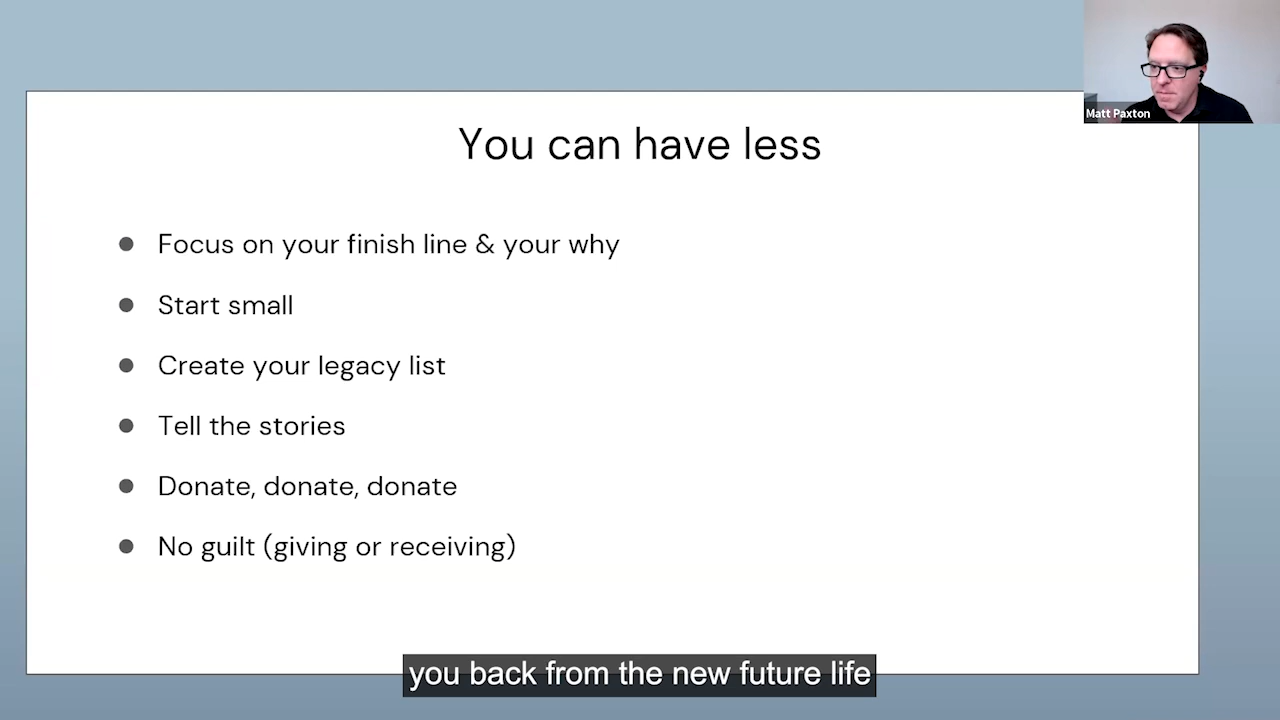 Matt Paxton
You can have less
Focus on your finish line & your why
Start small
Create your legacy list
Tell the stories
Donate, donate, donate
No guilt (giving or receiving)
you back from the new future life